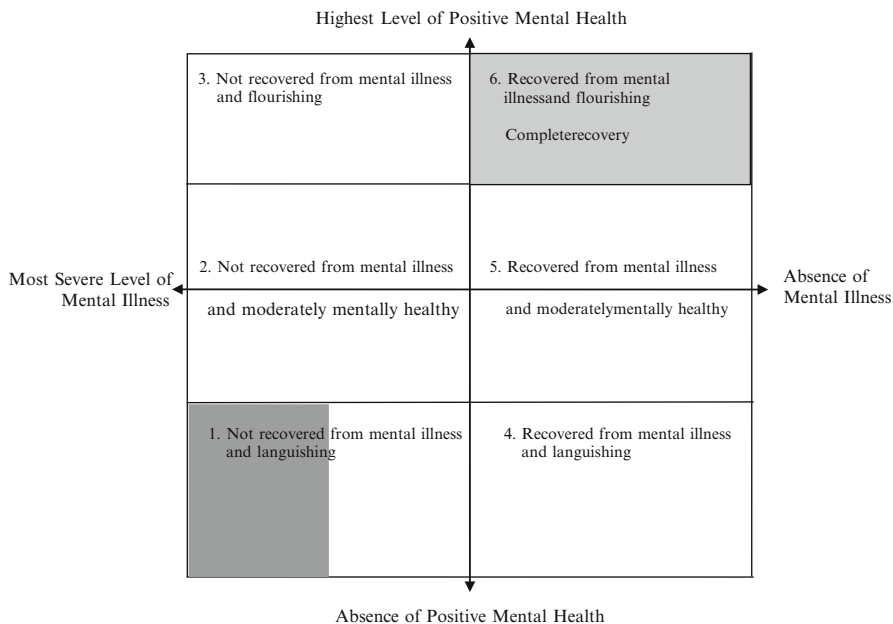 Highest Level of Positive Mental Health
3. Not recovered from mental illness
and flourishing
6. Recovered from mental
illnessand flourishing
Completerecovery
Most Severe Level of
Mental Illness
2. Not recovered from mental illness
and moderately mentally healthy
5. Recovered from mental illness
and moderatelymentally healthy
Absence of
Mental Illness
1. Not recovered from mental illness
and languishing
4. Recovered from mental illness
and languishing
Absence of Positive Mental Health